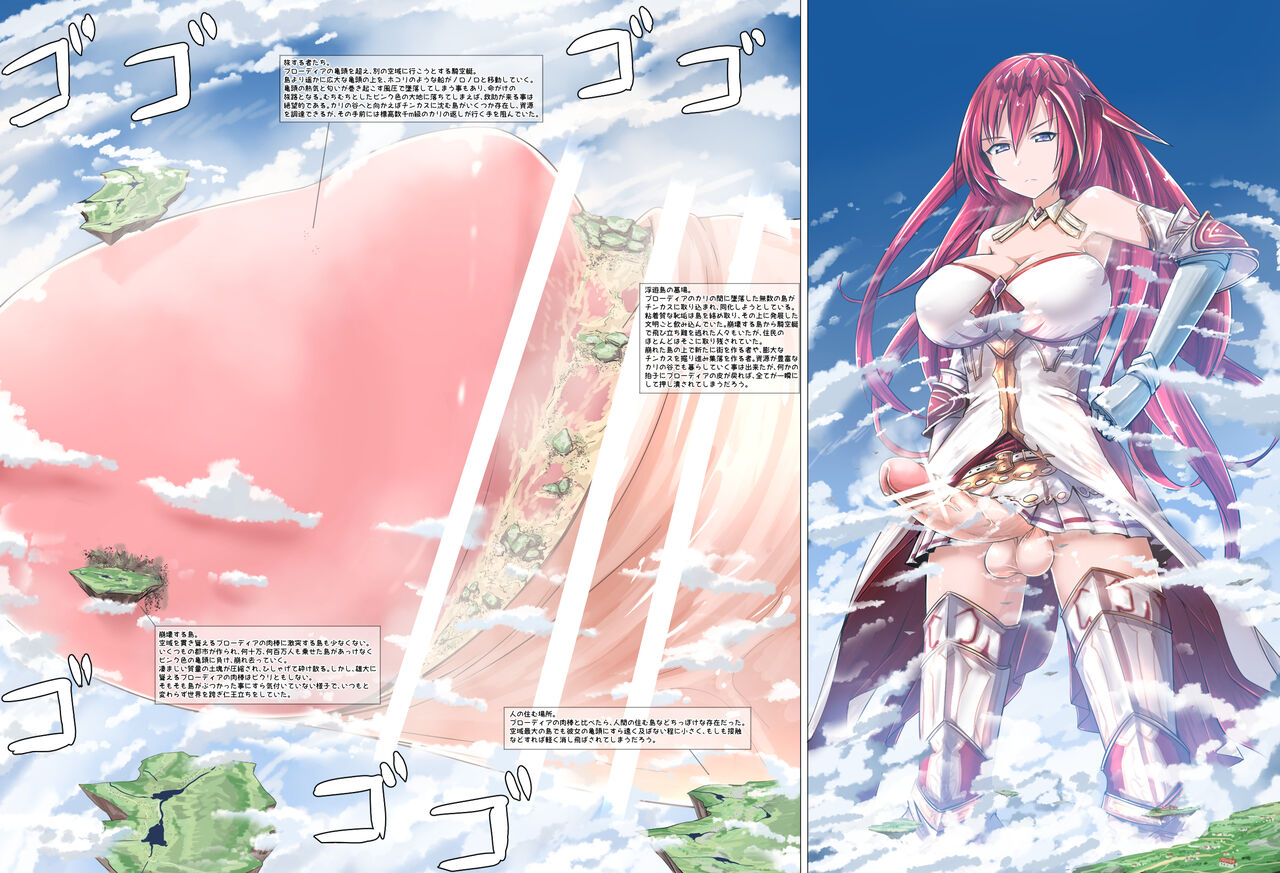 ゴゴ
ゴゴ
旅する者たち。
ブローディアの亀頭を超え、別の空域に行こうとする騎空艇。
島より遥かに広大な亀頭の上を、ホコリのような船がノロノロと移動していく。
亀頭の熱気と匂いが巻き起こす風圧で墜落してしまう事もあり、命がけの
旅路となる。むちむちとしたピンク色の大地に落ちてしまえば、救助が来る事は
絶望的である。カリの谷へと向かえばチンカスに沈む島がいくつか存在し、資源
を調達できるが、その手前には標高数千m級のカリの返しが行く手を阻んでいた。
浮遊島の墓場。
ブローディアのカリの間に墜落した無数の島が
チンカスに取り込まれ、同化しようとしている。
粘着質な恥垢は島を絡め取り、その上に発展した
文明ごと飲み込んでいた。崩壊する島から騎空艇
で飛び立ち難を逃れた人々もいたが、住民の
ほとんどはそこに取り残されていた。
崩れた島の上で新たに街を作る者や、膨大な
チンカスを掘り進み集落を作る者。資源が豊富な
カリの谷でも暮らしていく事は出来たが、何かの
拍子にブローディアの皮が戻れば、全てが一瞬に
して押し潰されてしまうだろう。
崩壊する島。
空域を貫き聳えるブローディアの肉棒に激突する島も少なくない。
いくつもの都市が作られ、何十万、何百万人も乗せた島があっけなく
ピンク色の亀頭に負け、崩れ去っていく。
凄まじい質量の土塊が圧縮され、ひしゃげて砕け散る。しかし、雄大に
聳えるブローディアの肉棒はピクリともしない。
そもそも島がぶつかった事にすら気付いていない様子で、いつもと
変わらず世界を跨ぎ仁王立ちをしていた。
人の住む場所。
ブローディアの肉棒と比べたら、人間の住む島などちっぽけな存在だった。
空域最大の島でも彼女の亀頭にすら遠く及ばない程に小さく、もしも接触
などすれば軽く消し飛ばされてしまうだろう。
ゴ
ゴゴ